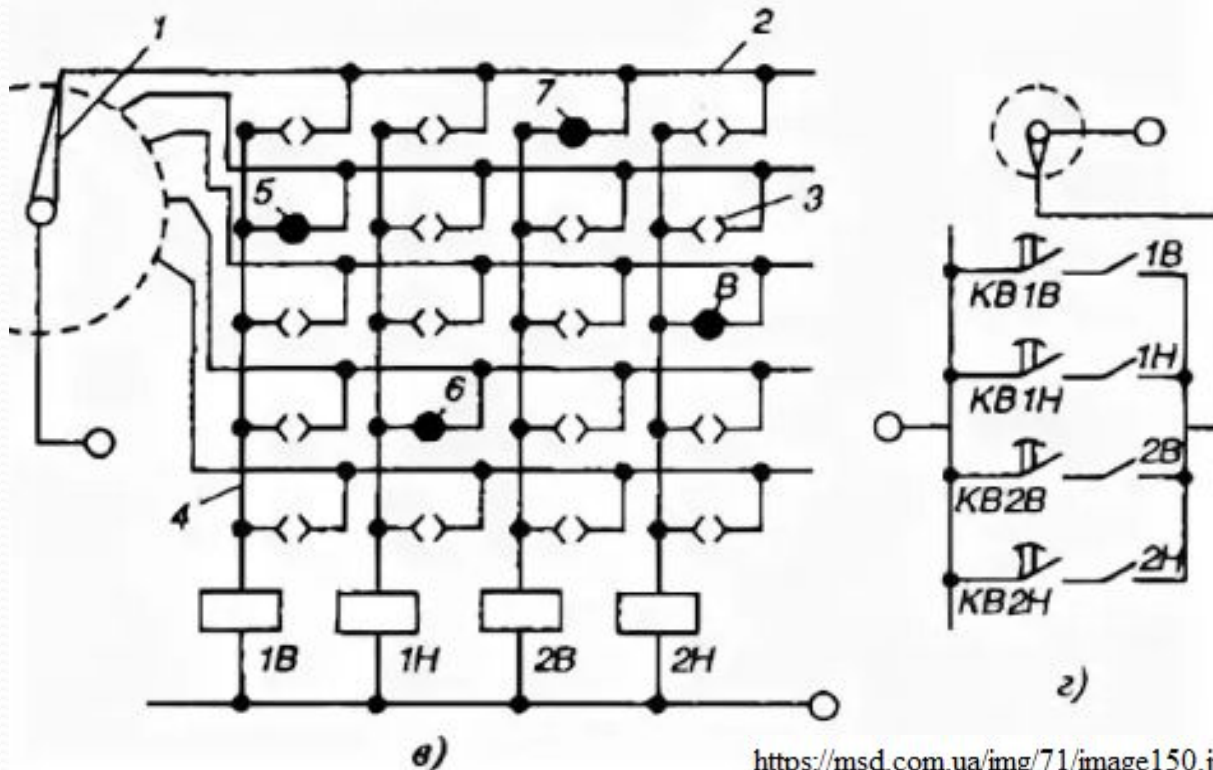 1
2
7
5
3
В
6
4
1В
1Н
2В
2Н
в)
1В
КВ1В
1Н
КВ1Н
2В
КВ2В
2Н
КВ2Н
г)
https://msd.com.ua/img/71/image150.j